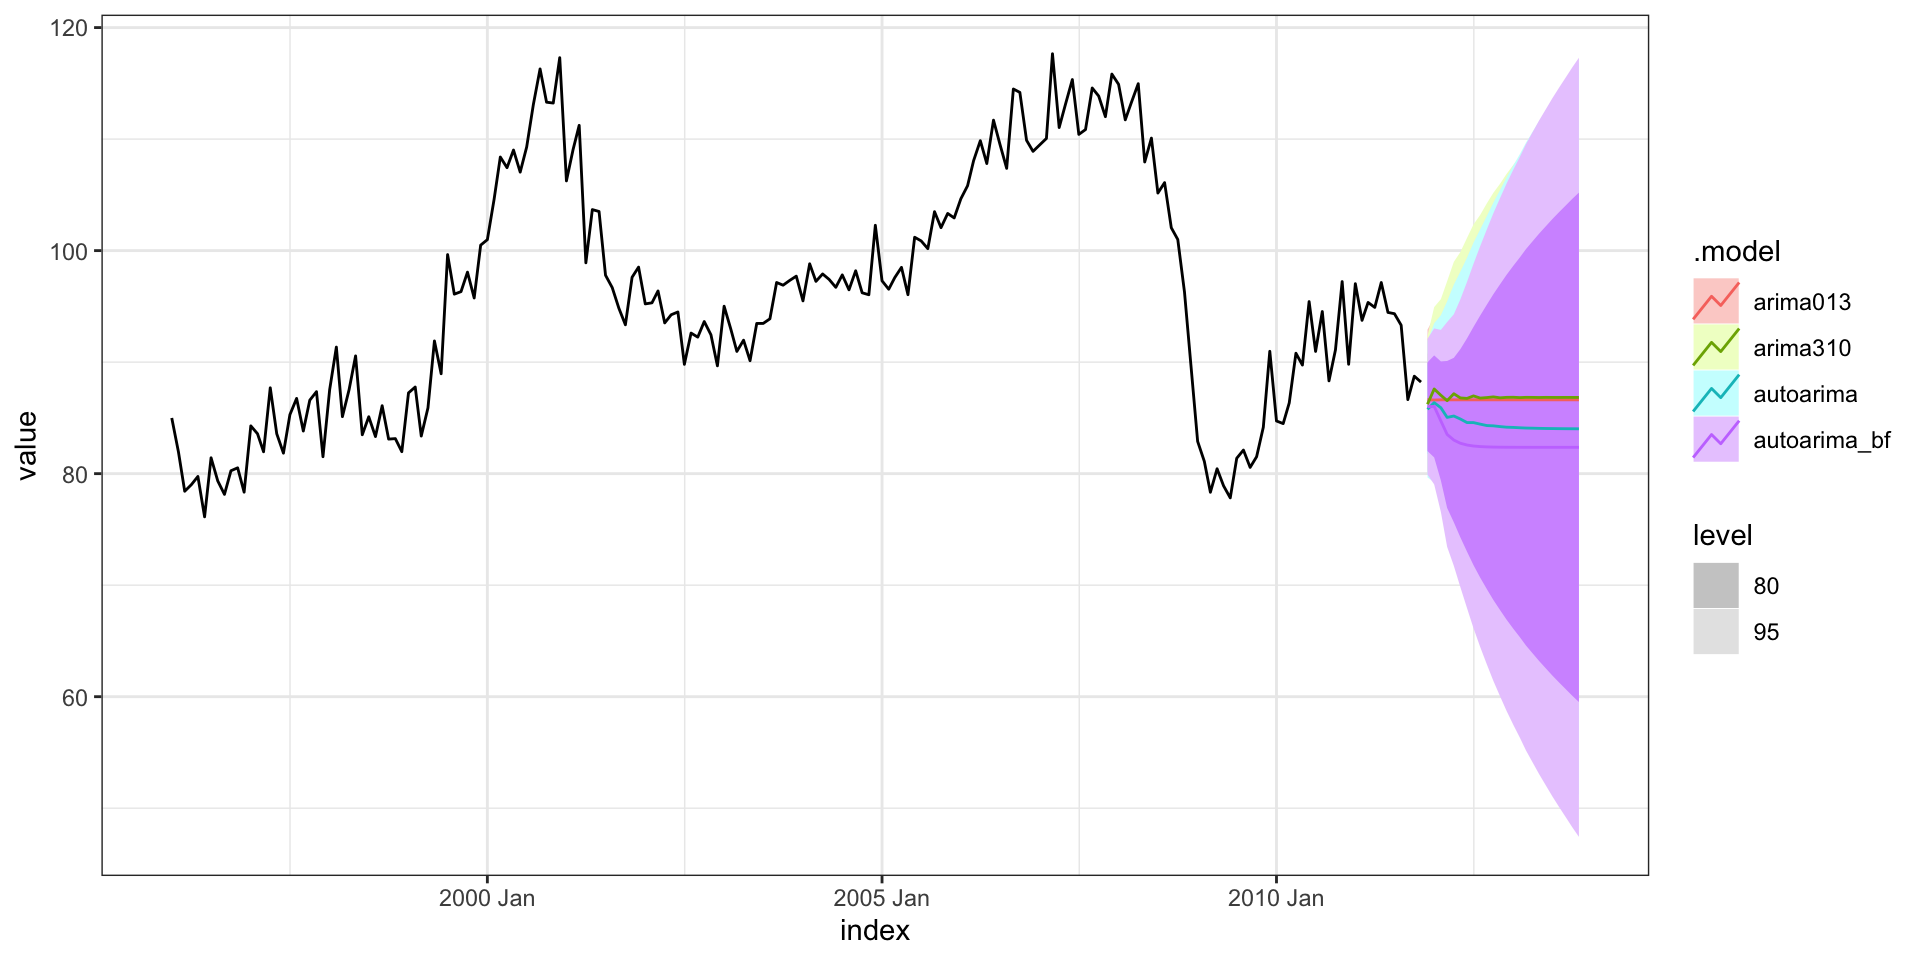 120
100
80
60
value
2000 Jan
2005 Jan
2010 Jan
index
.model
arima013
arima310
autoarima
autoarima_bf
level
80
95